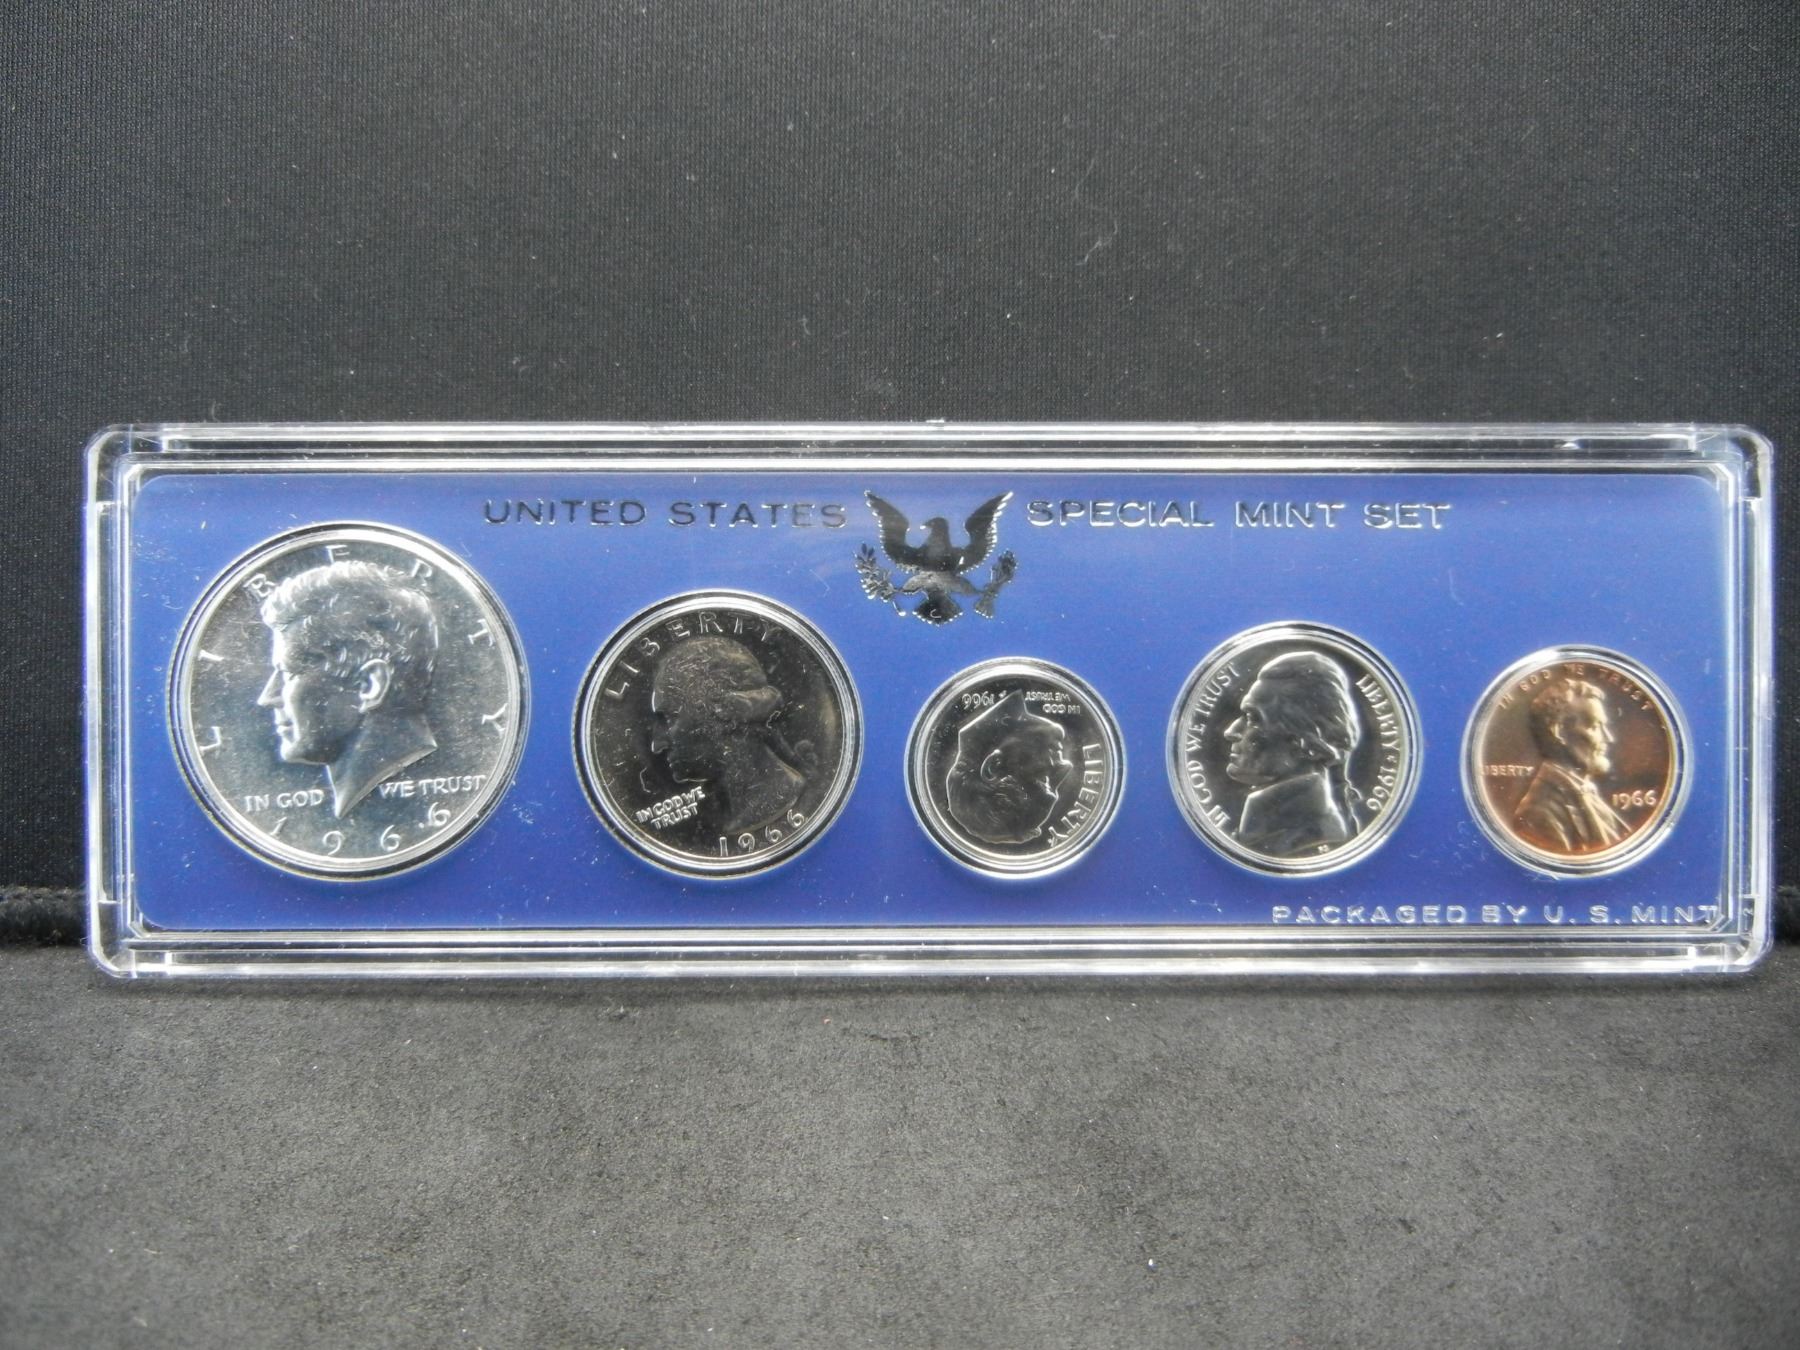 UNITED STATES SPECIAL MINT SET
LIBERTY
IN GOD WE TRUST
1966
LIBERTY
IN GOD WE
TRUST
1966
LIBERTY
IN GOD
WE TRUST
1966
IN GOD WE TRUST
LIBERTY ★ 1966
IN GOD WE TRUST
LIBERTY
1966
PACKAGED BY U. S. MINT